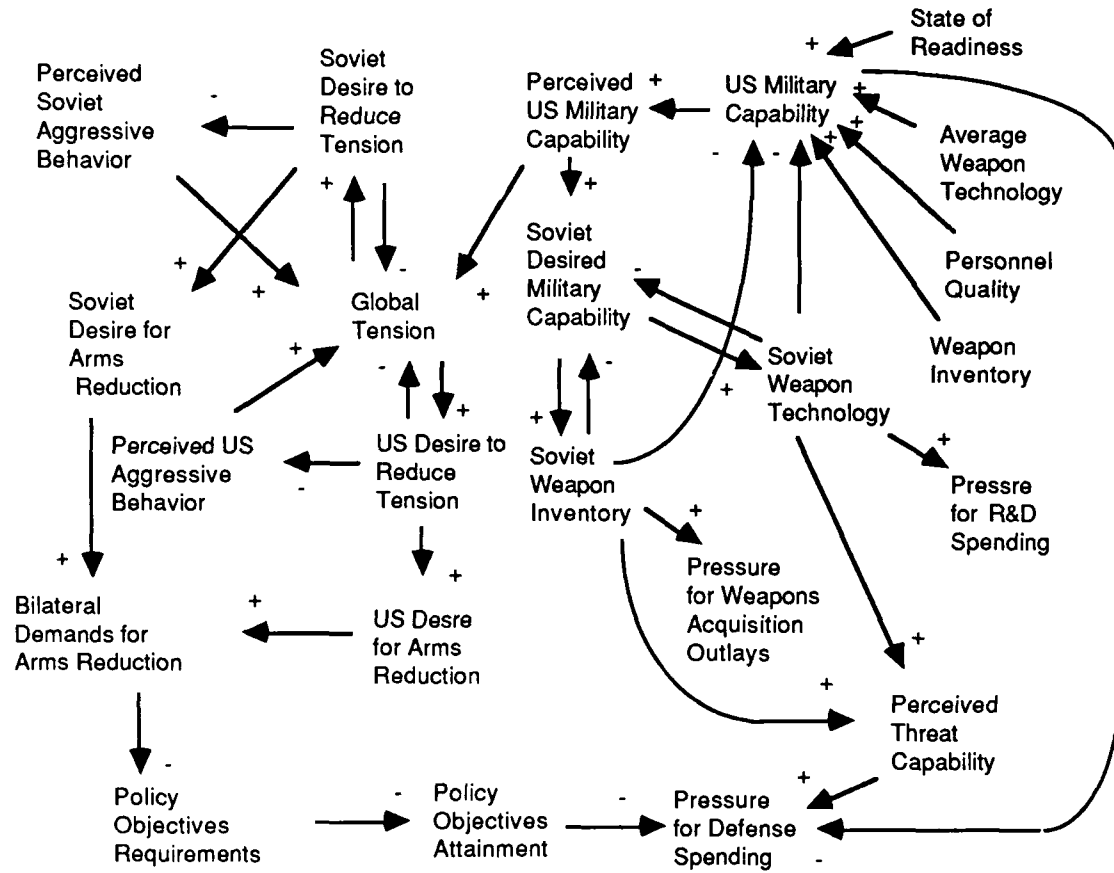 State of
Readiness
+
Perceived
Soviet
Aggressive
Behavior
-
Soviet
Desire to
Reduce
Tension
+
Perceived
US Military
Capability
+
US Military
Capability
+
+
+
-
-
+
Average
Weapon
Technology
Personnel
Quality
Weapon
Inventory
+
Soviet
Desired
Military
Capability
-
+
Soviet
Desire for
Arms
Reduction
+
Global
Tension
-
+
+
-
+
+
-
Soviet
Weapon
Technology
+
Perceived US
Aggressive
Behavior
-
US Desire to
Reduce
Tension
Soviet
Weapon
Inventory
+
+
Pressre
for R&D
Spending
+
Pressure
for Weapons
Acquisition
Outlays
+
Bilateral
Demands for
Arms Reduction
+
+
US Desre
for Arms
Reduction
+
+
Perceived
Threat
Capability
-
Policy
Objectives
Requirements
-
Policy
Objectives
Attainment
-
Pressure
for Defense
Spending
+
-